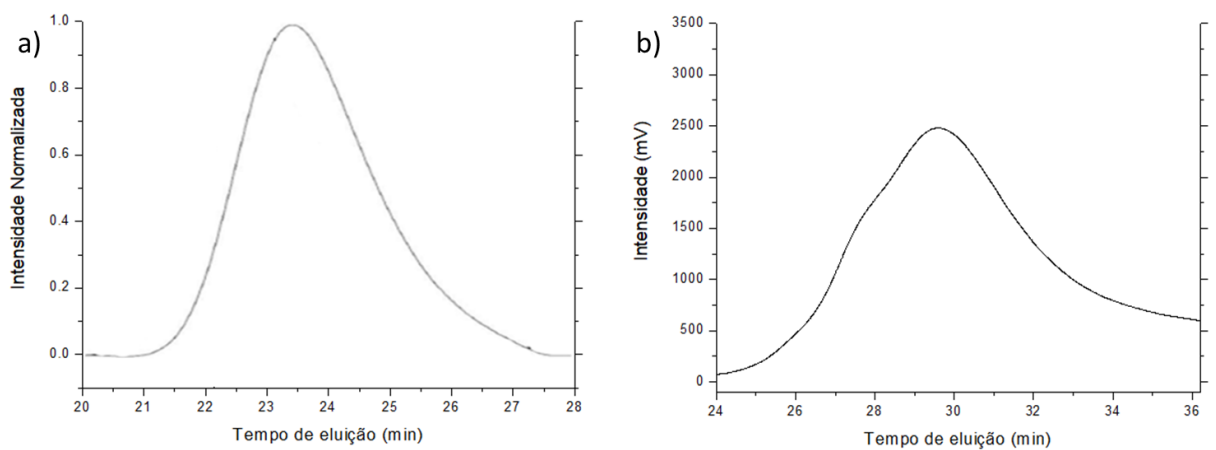 a)
Intensidade Normalizada
1.0
0.8
0.6
0.4
0.2
0.0
20 21 22 23 24 25 26 27 28
Tempo de eluição (min)
b)
Intensidade (mV)
3500
3000
2500
2000
1500
1000
500
0
24 26 28 30 32 34 36
Tempo de eluição (min)